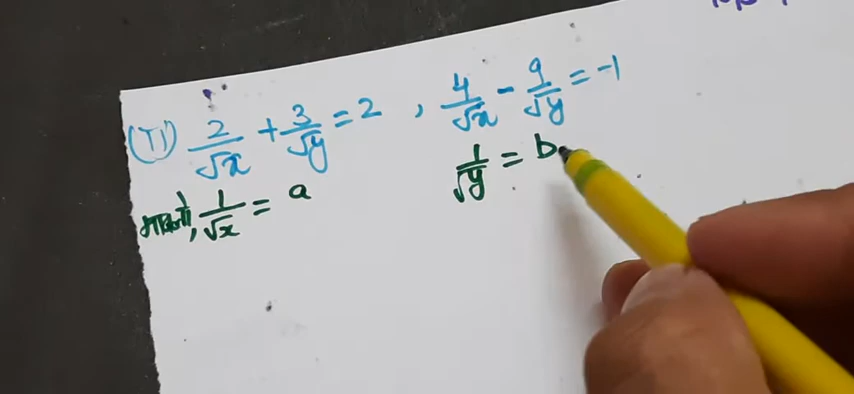 (II) 2/√x + 3/√y = 2 , 4/√x - 9/√y = -1
माना, 1/√x = a 1/√y = b